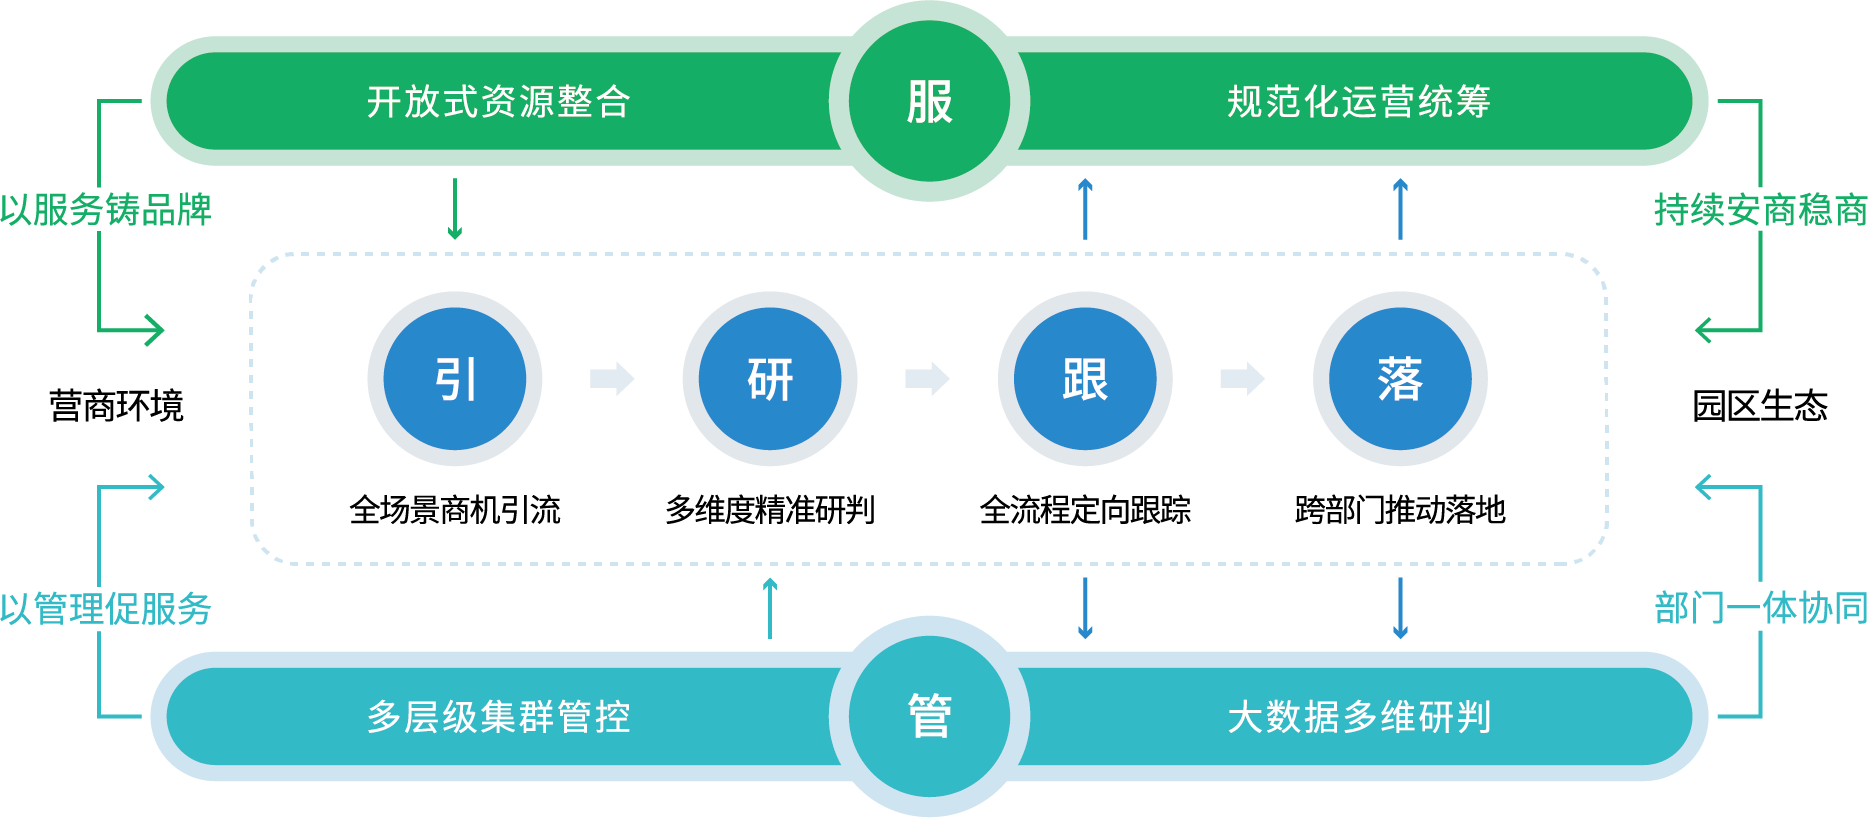 开放式资源整合
服
规范化运营统筹
以服务铸品牌
持续安商稳商
引
研
跟
落
营商环境
园区生态
全场景商机引流
多维度精准研判
全流程定向跟踪
跨部门推动落地
以管理促服务
部门一体协同
多层级集群管控
管
大数据多维研判